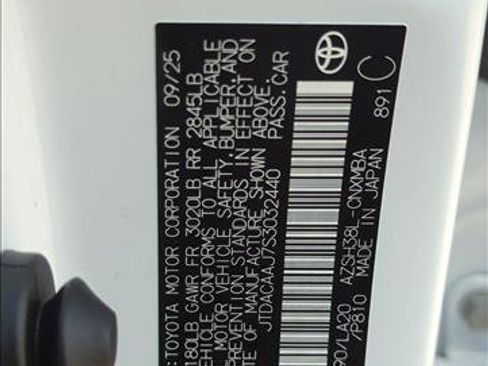 :TOYOTA MOTOR CORPORATION 09/25
180LB GAWR FR 3020LB RR 2845LB
VEHICLE CONFORMS TO ALL APPLICABLE
MOTOR VEHICLE SAFETY, BUMPER, AND
PREVENTION STANDARDS IN EFFECT ON
DATE OF MANUFACTURE SHOWN ABOVE.
JTDACAAJ7S3032440 PASS.CAR
90/LA20 AZSH38L-CNXMBA
/P810 MADE IN JAPAN
891 C